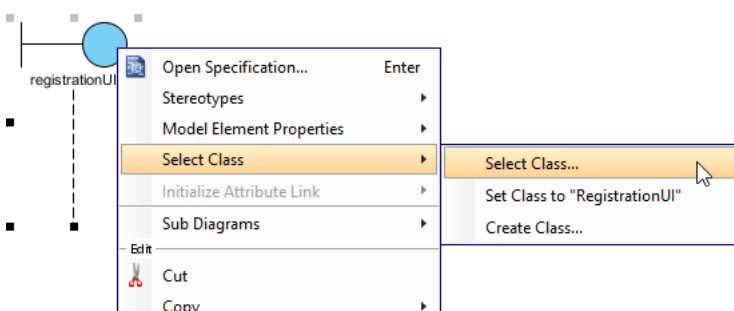 registrationUI
Open Specification... Enter
Stereotypes
Model Element Properties
Select Class
Initialize Attribute Link
Sub Diagrams
Edit
Cut
Copy
Select Class...
Set Class to "RegistrationUI"
Create Class...